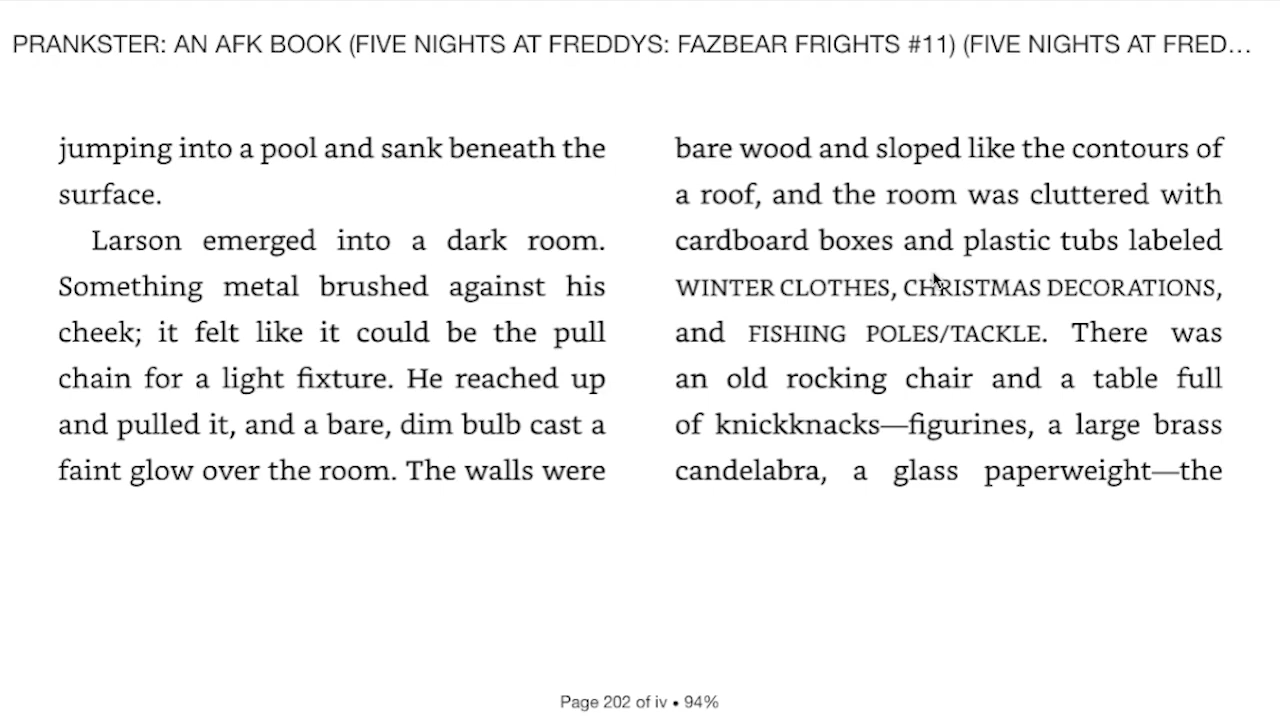 PRANKSTER: AN AFK BOOK (FIVE NIGHTS AT FREDDYS: FAZBEAR FRIGHTS #11) (FIVE NIGHTS AT FRED…
jumping into a pool and sank beneath the
surface.
Larson emerged into a dark room.
Something metal brushed against his
cheek; it felt like it could be the pull
chain for a light fixture. He reached up
and pulled it, and a bare, dim bulb cast a
faint glow over the room. The walls were
bare wood and sloped like the contours of
a roof, and the room was cluttered with
cardboard boxes and plastic tubs labeled
WINTER CLOTHES, CHRISTMAS DECORATIONS,
and FISHING POLES/TACKLE. There was
an old rocking chair and a table full
of knickknacks—figurines, a large brass
candelabra, a glass paperweight—the
Page 202 of iv • 94%